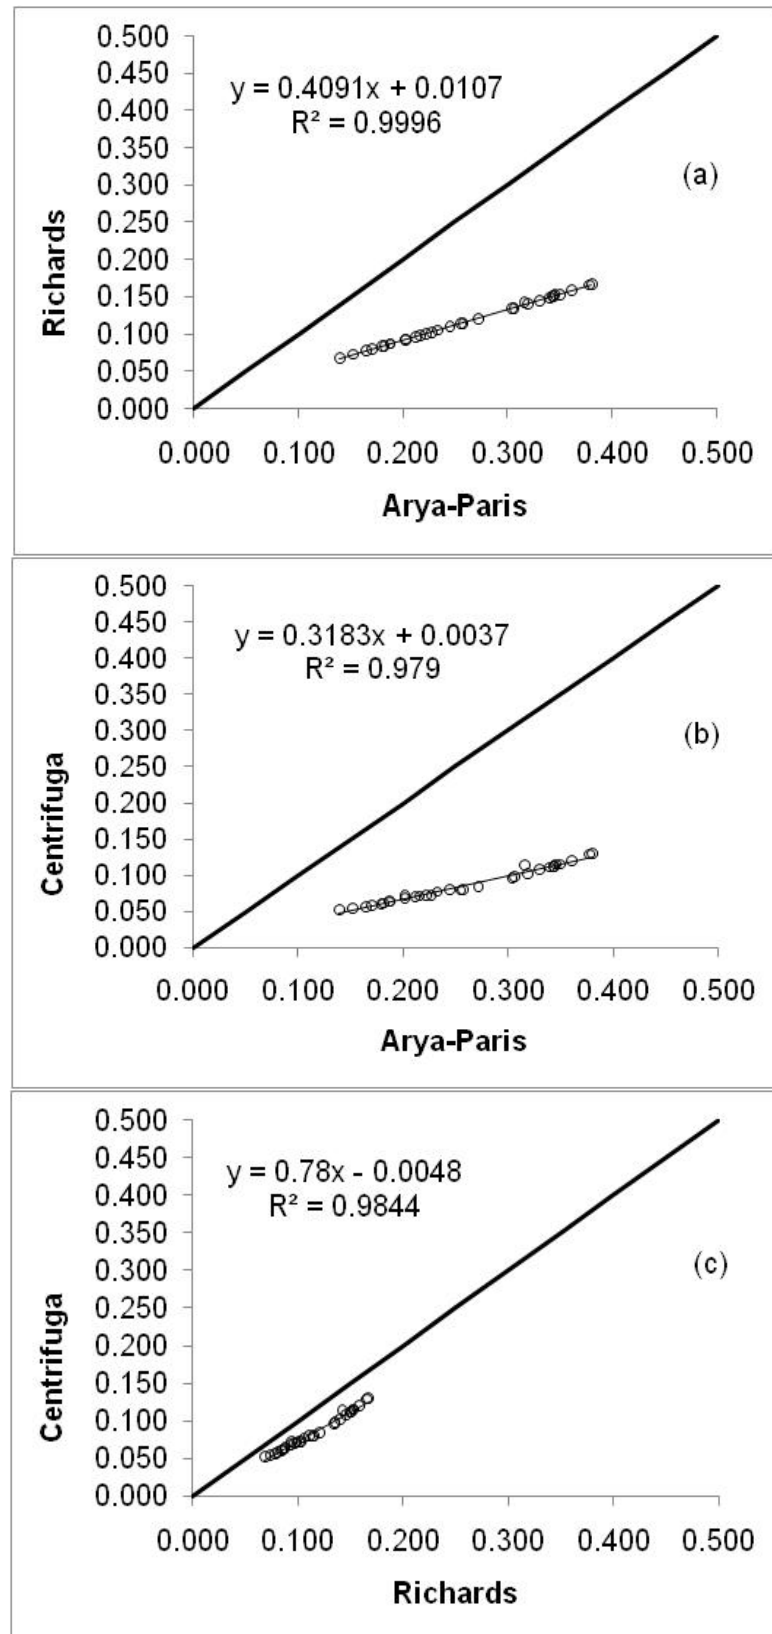 0.500
0.450
0.400
0.350
0.300
0.250
0.200
0.150
0.100
0.050
0.000
Richards
y = 0.4091x + 0.0107
R² = 0.9996
(a)
0.000 0.100 0.200 0.300 0.400 0.500
Arya-Paris
0.500
0.450
0.400
0.350
0.300
0.250
0.200
0.150
0.100
0.050
0.000
Centrifuga
y = 0.3183x + 0.0037
R² = 0.979
(b)
0.000 0.100 0.200 0.300 0.400 0.500
Arya-Paris
0.500
0.450
0.400
0.350
0.300
0.250
0.200
0.150
0.100
0.050
0.000
Centrifuga
y = 0.78x - 0.0048
R² = 0.9844
(c)
0.000 0.100 0.200 0.300 0.400 0.500
Richards